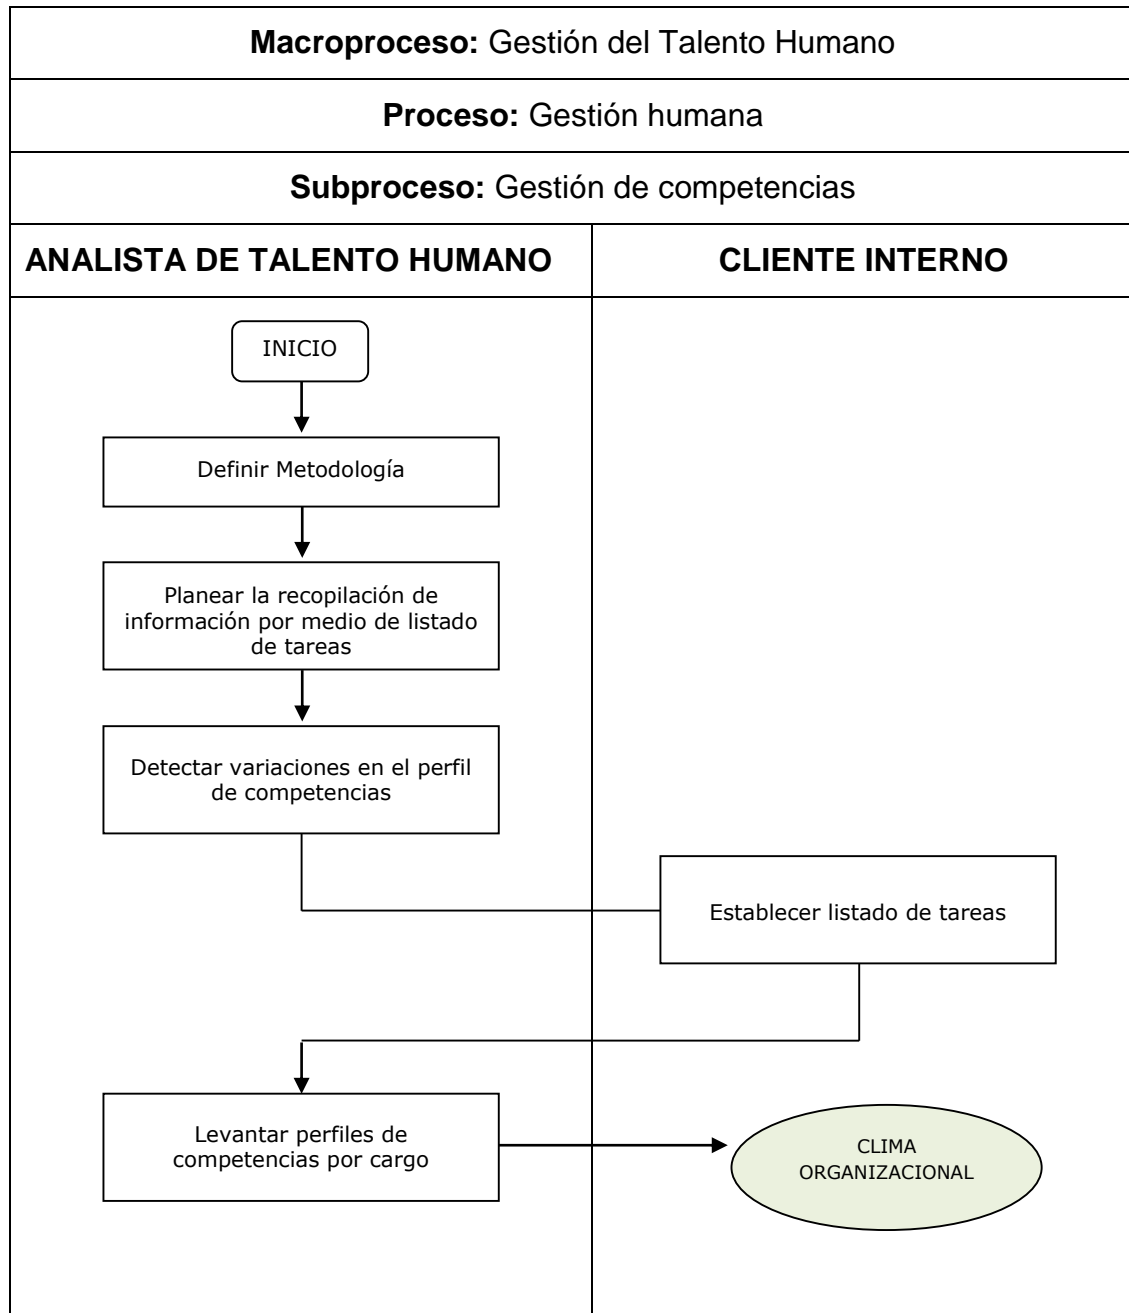 Macroproceso: Gestión del Talento Humano
Proceso: Gestión humana
Subproceso: Gestión de competencias
ANALISTA DE TALENTO HUMANO
CLIENTE INTERNO
INICIO
Definir Metodología
Planear la recopilación de
información por medio de listado
de tareas
Detectar variaciones en el perfil
de competencias
Establecer listado de tareas
Levantar perfiles de
competencias por cargo
CLIMA
ORGANIZACIONAL